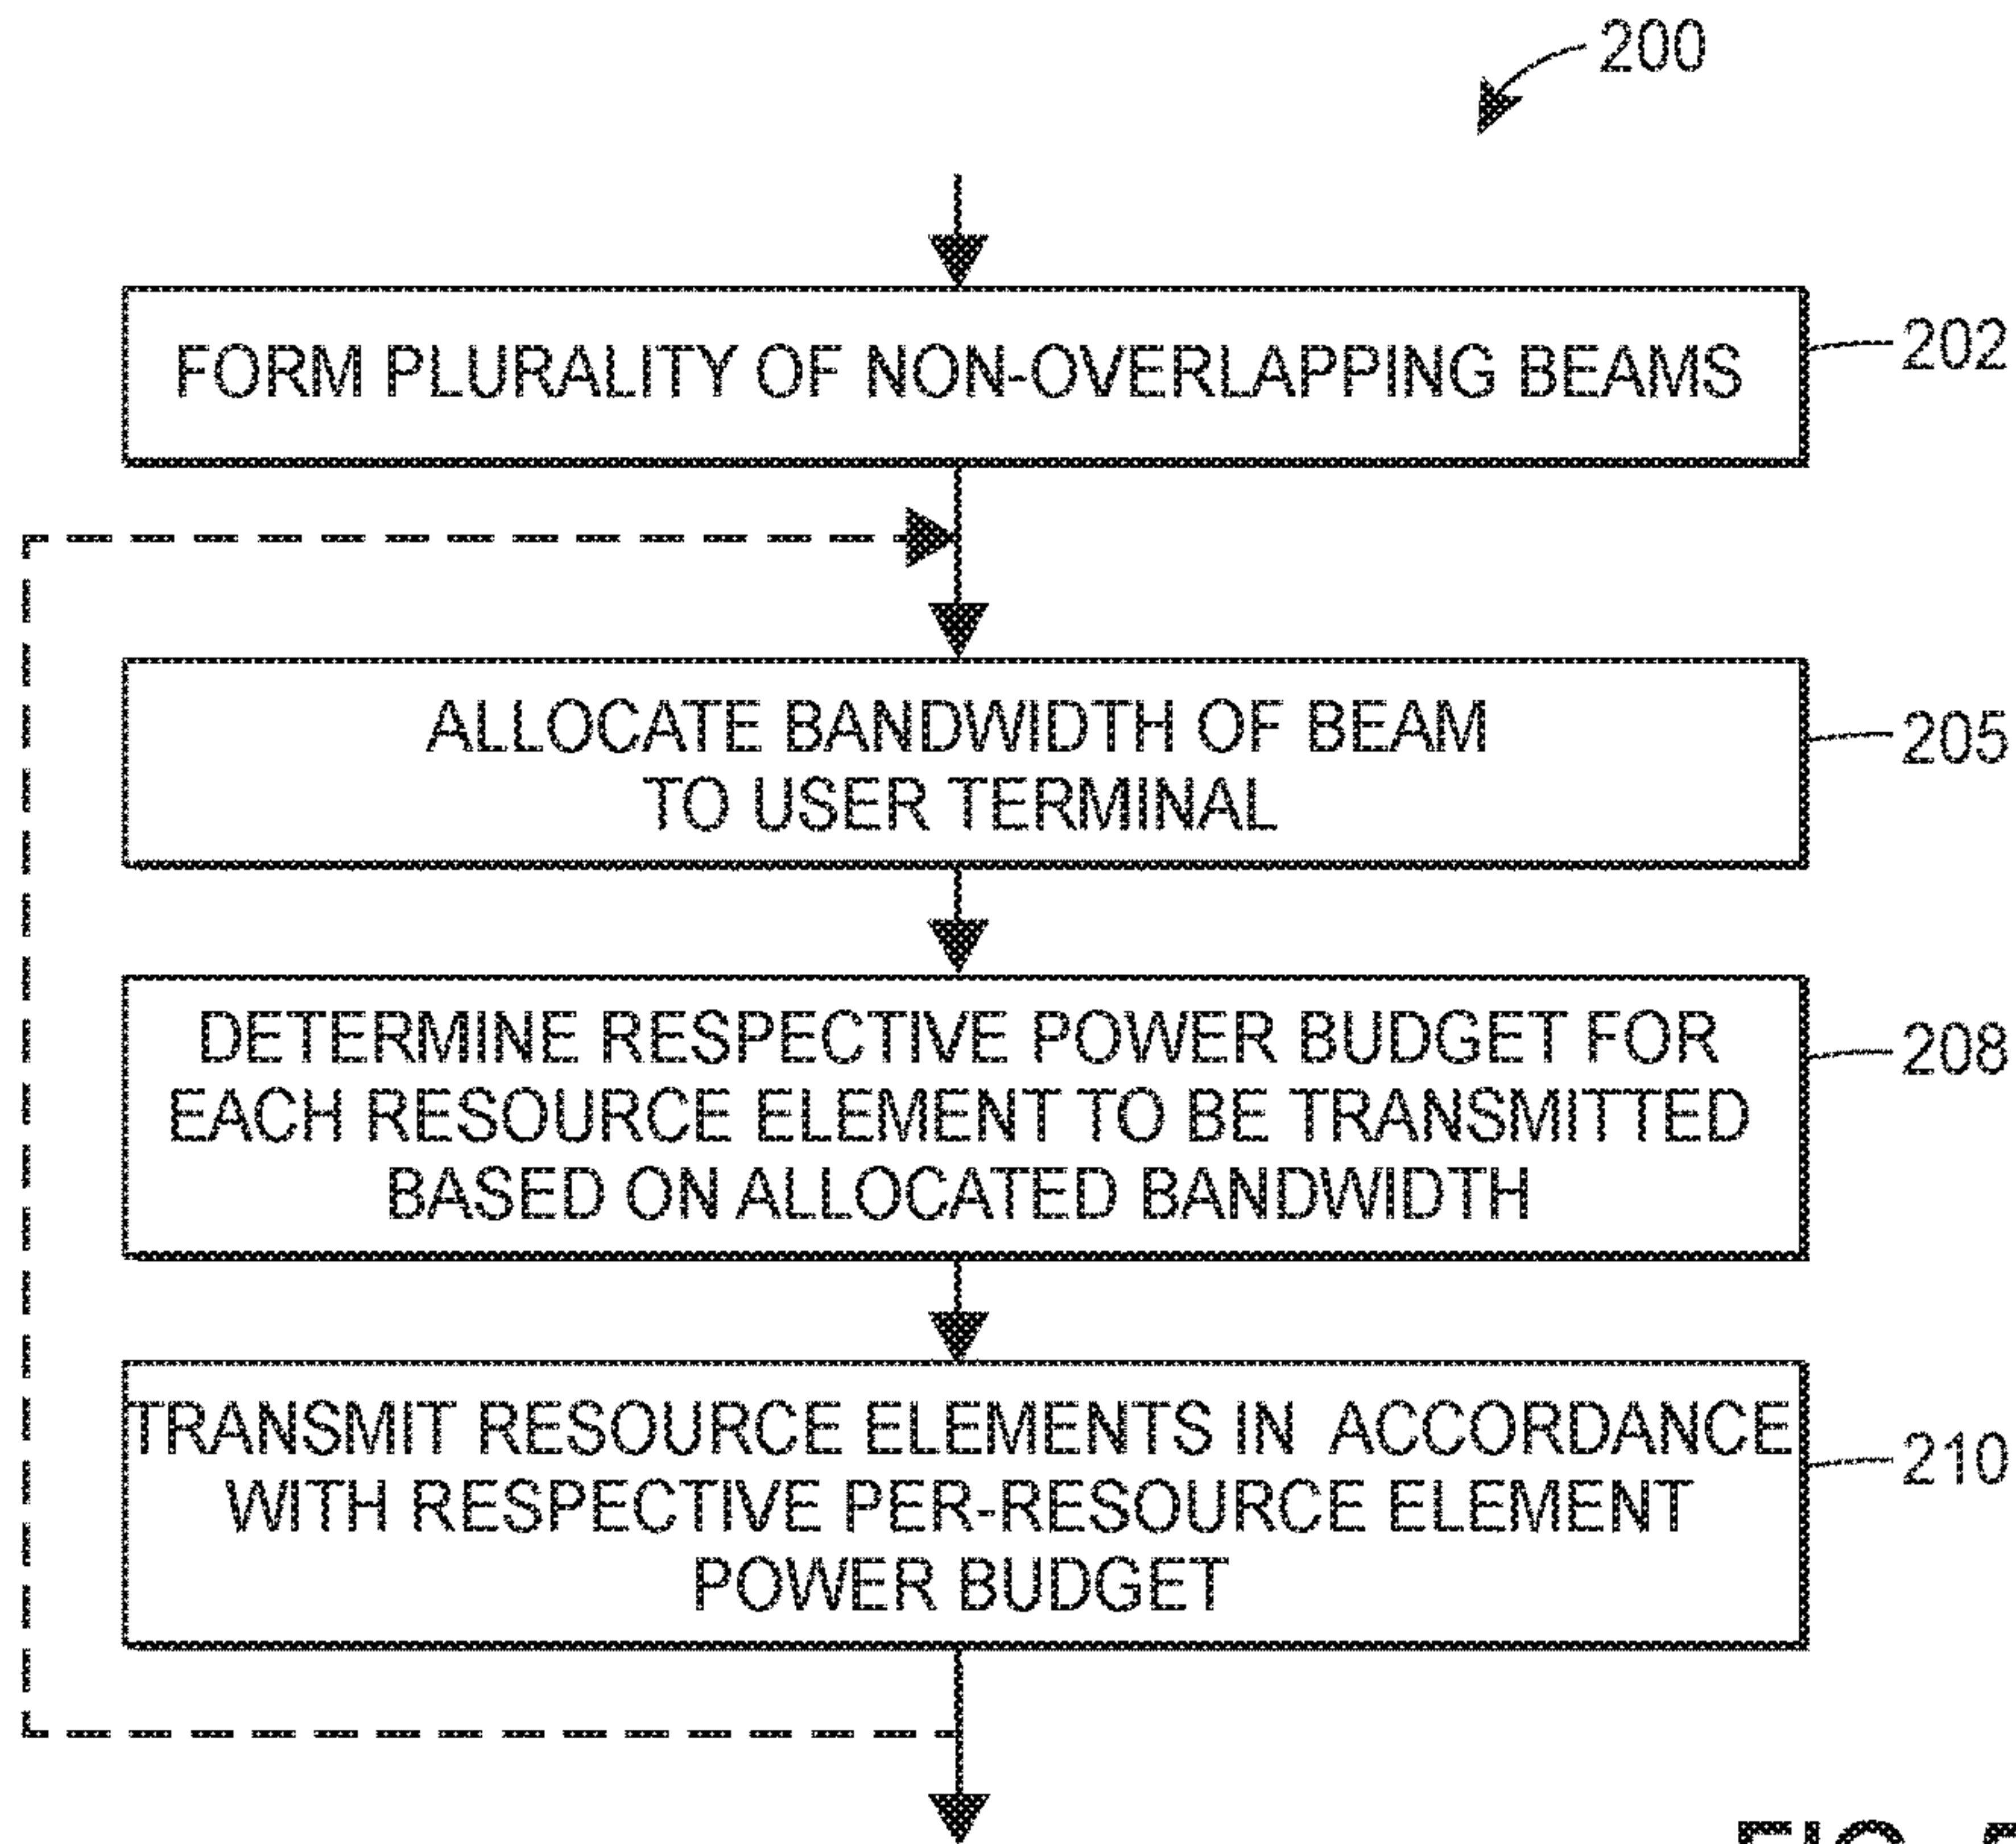 200
FORM PLURALITY OF NON-OVERLAPPING BEAMS
202
ALLOCATE BANDWIDTH OF BEAM
TO USER TERMINAL
205
DETERMINE RESPECTIVE POWER BUDGET FOR
EACH RESOURCE ELEMENT TO BE TRANSMITTED
BASED ON ALLOCATED BANDWIDTH
208
TRANSMIT RESOURCE ELEMENTS IN ACCORDANCE
WITH RESPECTIVE PER-RESOURCE ELEMENT
POWER BUDGET
210